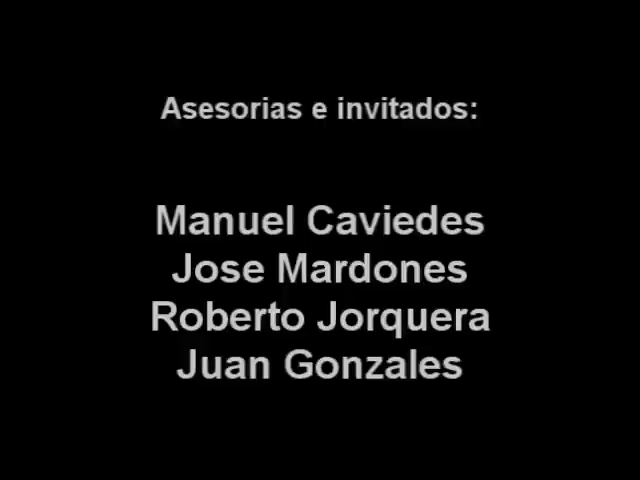 Asesorias e invitados:
Manuel Caviedes
Jose Mardones
Roberto Jorquera
Juan Gonzales